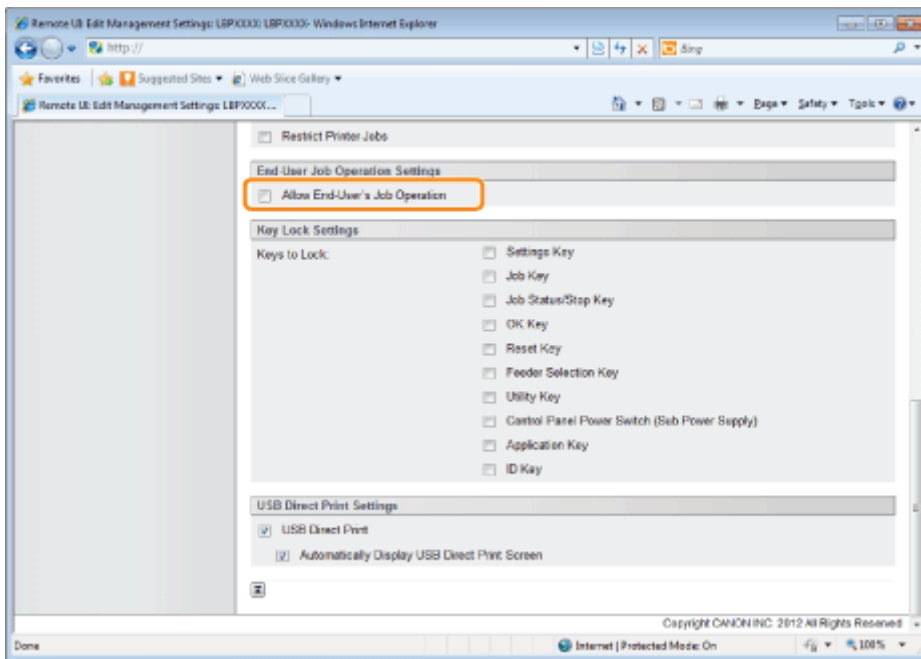 Remote UI: Edit Management Settings: LBPXXXX: LBPXXXX- Windows Internet Explorer
http://
Bing
Favorites Suggested Sites Web Slice Gallery
Remote UI: Edit Management Settings: LBPXXXX... Page Safety Tools
Restrict Printer Jobs
End-User Job Operation Settings
Allow End-User's Job Operation
Key Lock Settings
Keys to Lock: Settings Key
Job Key
Job Status/Stop Key
OK Key
Reset Key
Feeder Selection Key
Utility Key
Control Panel Power Switch (Sub Power Supply)
Application Key
ID Key
USB Direct Print Settings
USB Direct Print
Automatically Display USB Direct Print Screen
Copyright CANON INC. 2012 All Rights Reserved
Done Internet | Protected Mode: On 100%